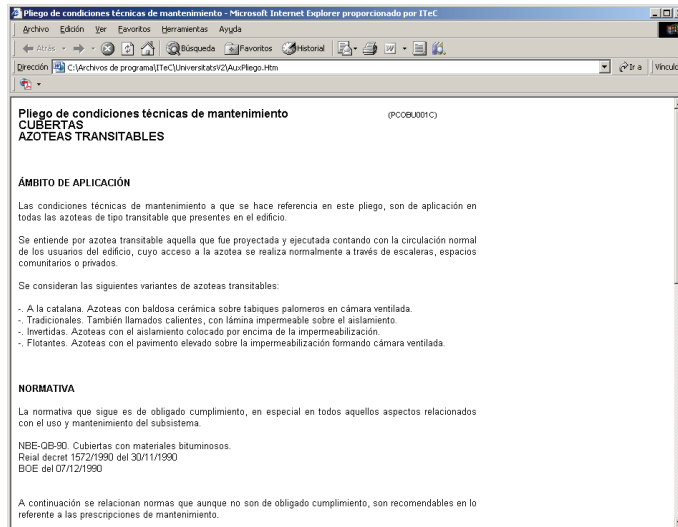 Pliego de condiciones técnicas de mantenimiento - Microsoft Internet Explorer proporcionado por ITeC
Archivo Edición Ver Favoritos Herramientas Ayuda
Atrás Búsqueda Favoritos Historial
Dirección C:\Archivos de programa\ITeC\UniversitatsV2\AuxPliego.Htm Ir a Vínculo
Pliego de condiciones técnicas de mantenimiento (PCOBU001C)
CUBERTAS
AZOTEAS TRANSITABLES
ÁMBITO DE APLICACIÓN
Las condiciones técnicas de mantenimiento a que se hace referencia en este pliego, son de aplicación en
todas las azoteas de tipo transitable que presentes en el edificio.
Se entiende por azotea transitable aquella que fue proyectada y ejecutada contando con la circulación normal
de los usuarios del edificio, cuyo acceso a la azotea se realiza normalmente a través de escaleras, espacios
comunitarios o privados.
Se consideran las siguientes variantes de azoteas transitables:
-. A la catalana. Azoteas con baldosa cerámica sobre tabiques palomeros en cámara ventilada.
-. Tradicionales. También llamados calientes, con lámina impermeable sobre el aislamiento.
-. Invertidas. Azoteas con el aislamiento colocado por encima de la impermeabilización.
-. Flotantes. Azoteas con el pavimento elevado sobre la impermeabilización formando cámara ventilada.
NORMATIVA
La normativa que sigue es de obligado cumplimiento, en especial en todos aquellos aspectos relacionados
con el uso y mantenimiento del subsistema.
NBE-QB-90. Cubiertas con materiales bituminosos.
Reial decret 1572/1990 del 30/11/1990
BOE del 07/12/1990
A continuación se relacionan normas que aunque no son de obligado cumplimiento, son recomendables en lo
referente a las prescripciones de mantenimiento.